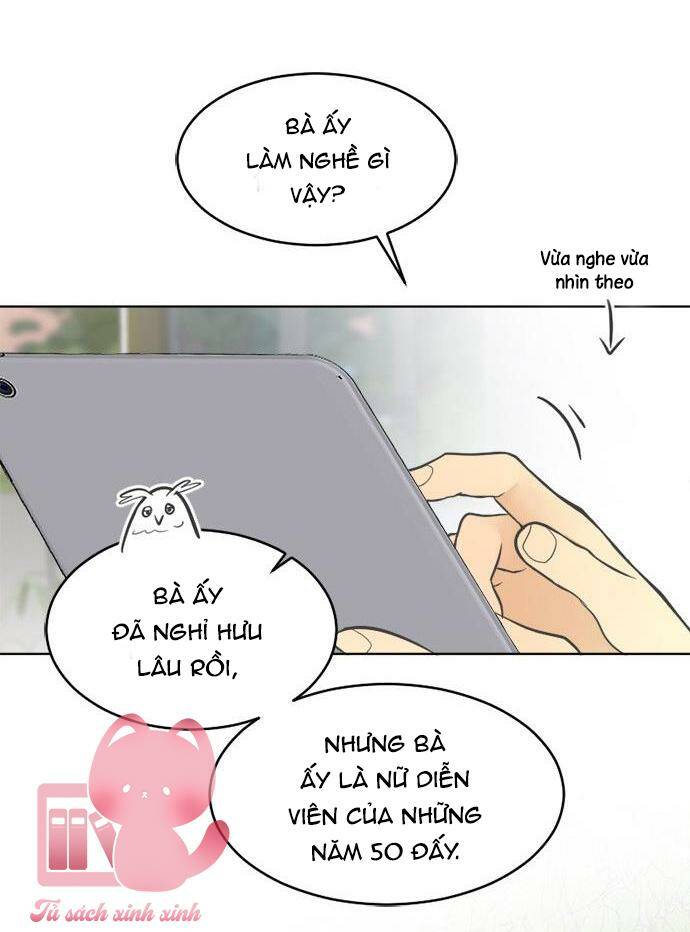 BÀ ẤY
LÀM NGHỀ GÌ
VẬY?
Vừa nghe vừa
nhìn theo
BÀ ẤY
ĐÃ NGHỈ HƯU
LÂU RỒI,
NHƯNG BÀ
ẤY LÀ NỮ DIỄN
VIÊN CỦA NHỮNG
NĂM 50 ĐẤY.
Tủ sách xinh xinh